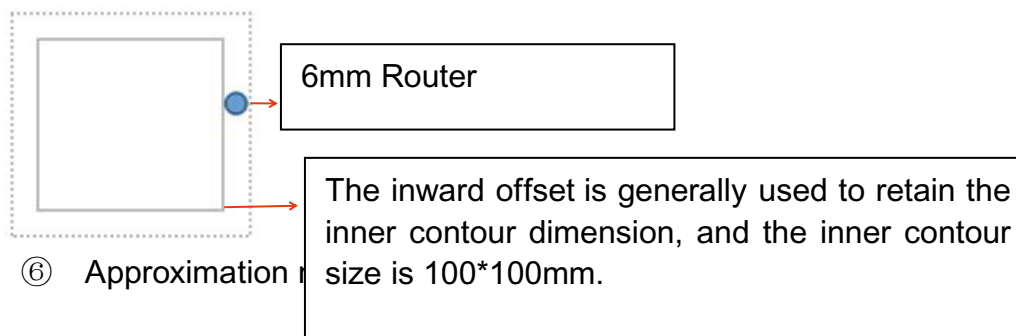 6mm Router
The inward offset is generally used to retain the
inner contour dimension, and the inner contour
size is 100*100mm.
⑥ Approximation